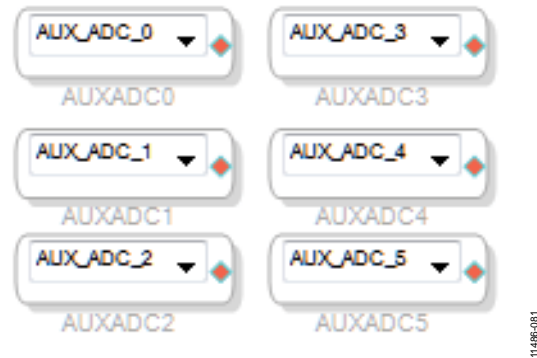 AUX_ADC_0
AUXADC0
AUX_ADC_3
AUXADC3
AUX_ADC_1
AUXADC1
AUX_ADC_4
AUXADC4
AUX_ADC_2
AUXADC2
AUX_ADC_5
AUXADC5
11486-081